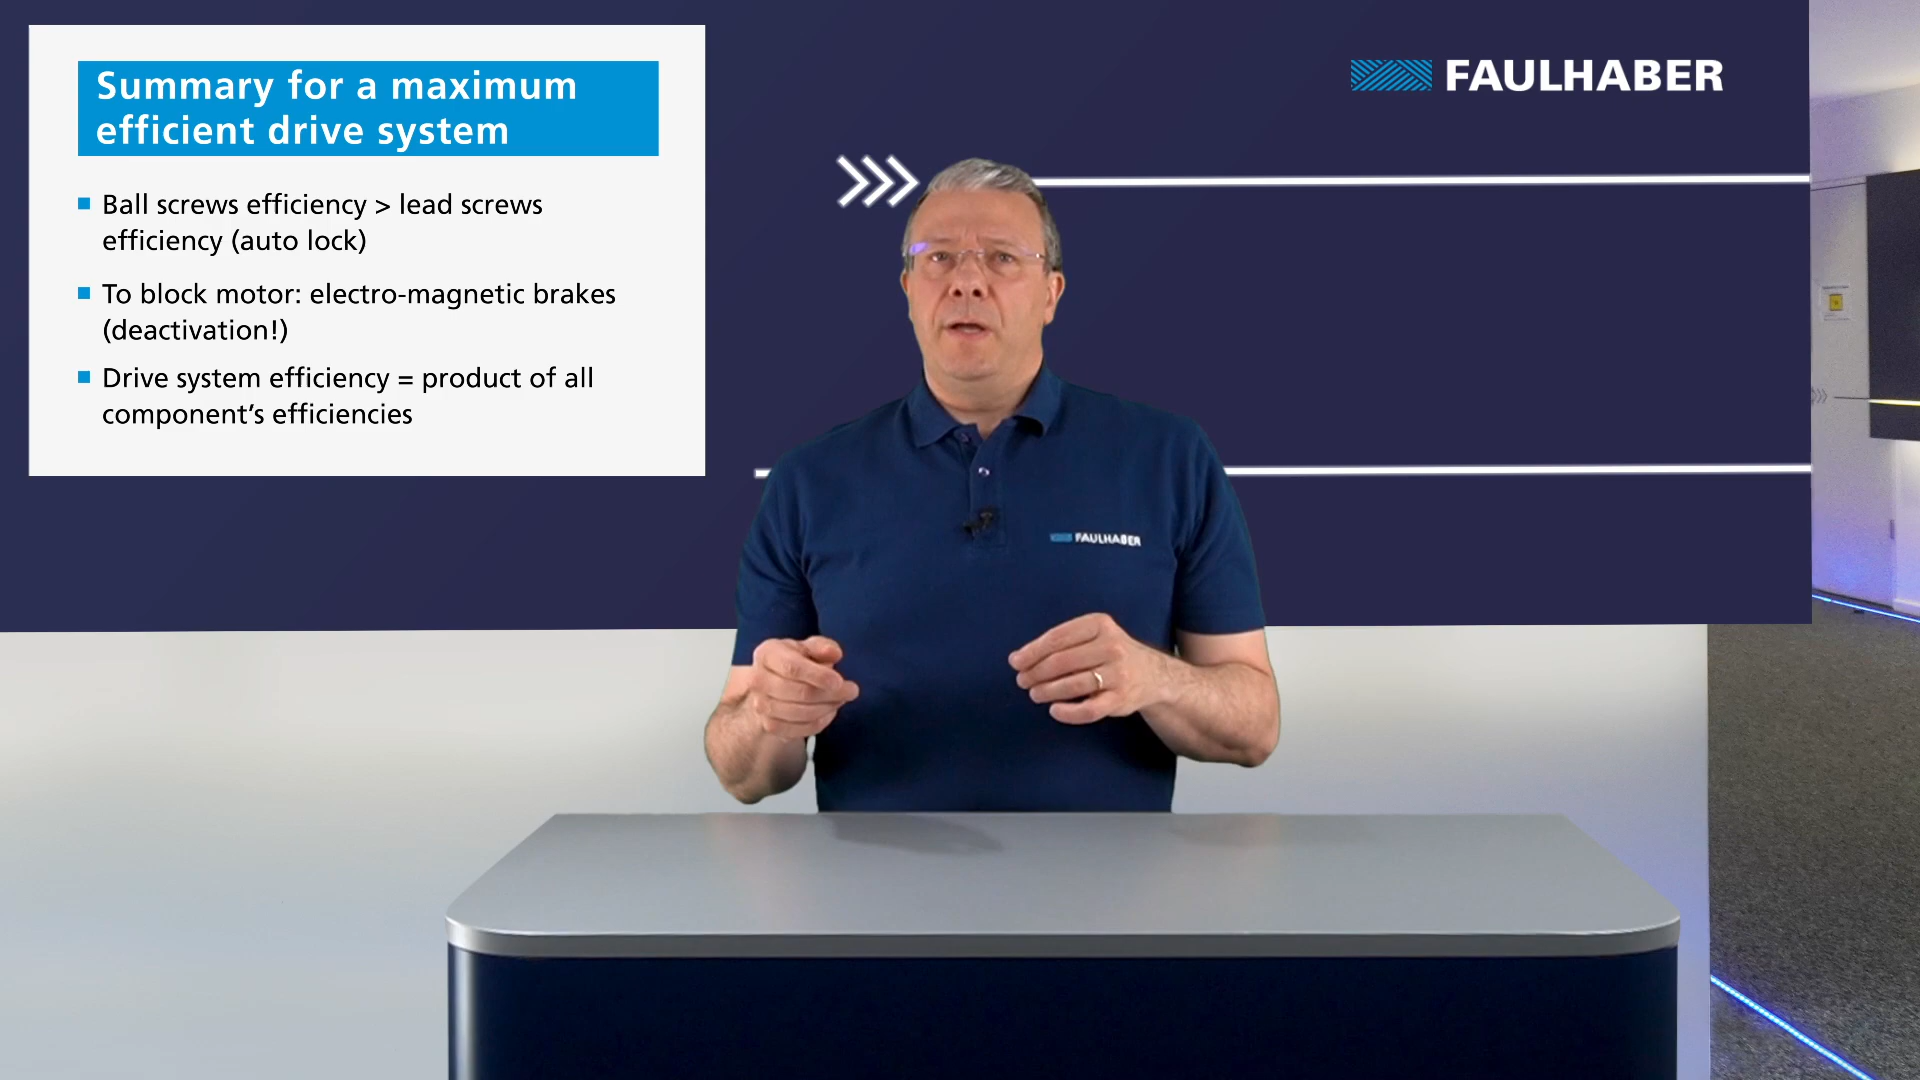 Summary for a maximum
efficient drive system
Ball screws efficiency > lead screws
efficiency (auto lock)
To block motor: electro-magnetic brakes
(deactivation!)
Drive system efficiency = product of all
component's efficiencies
FAULHABER
FAULHABER